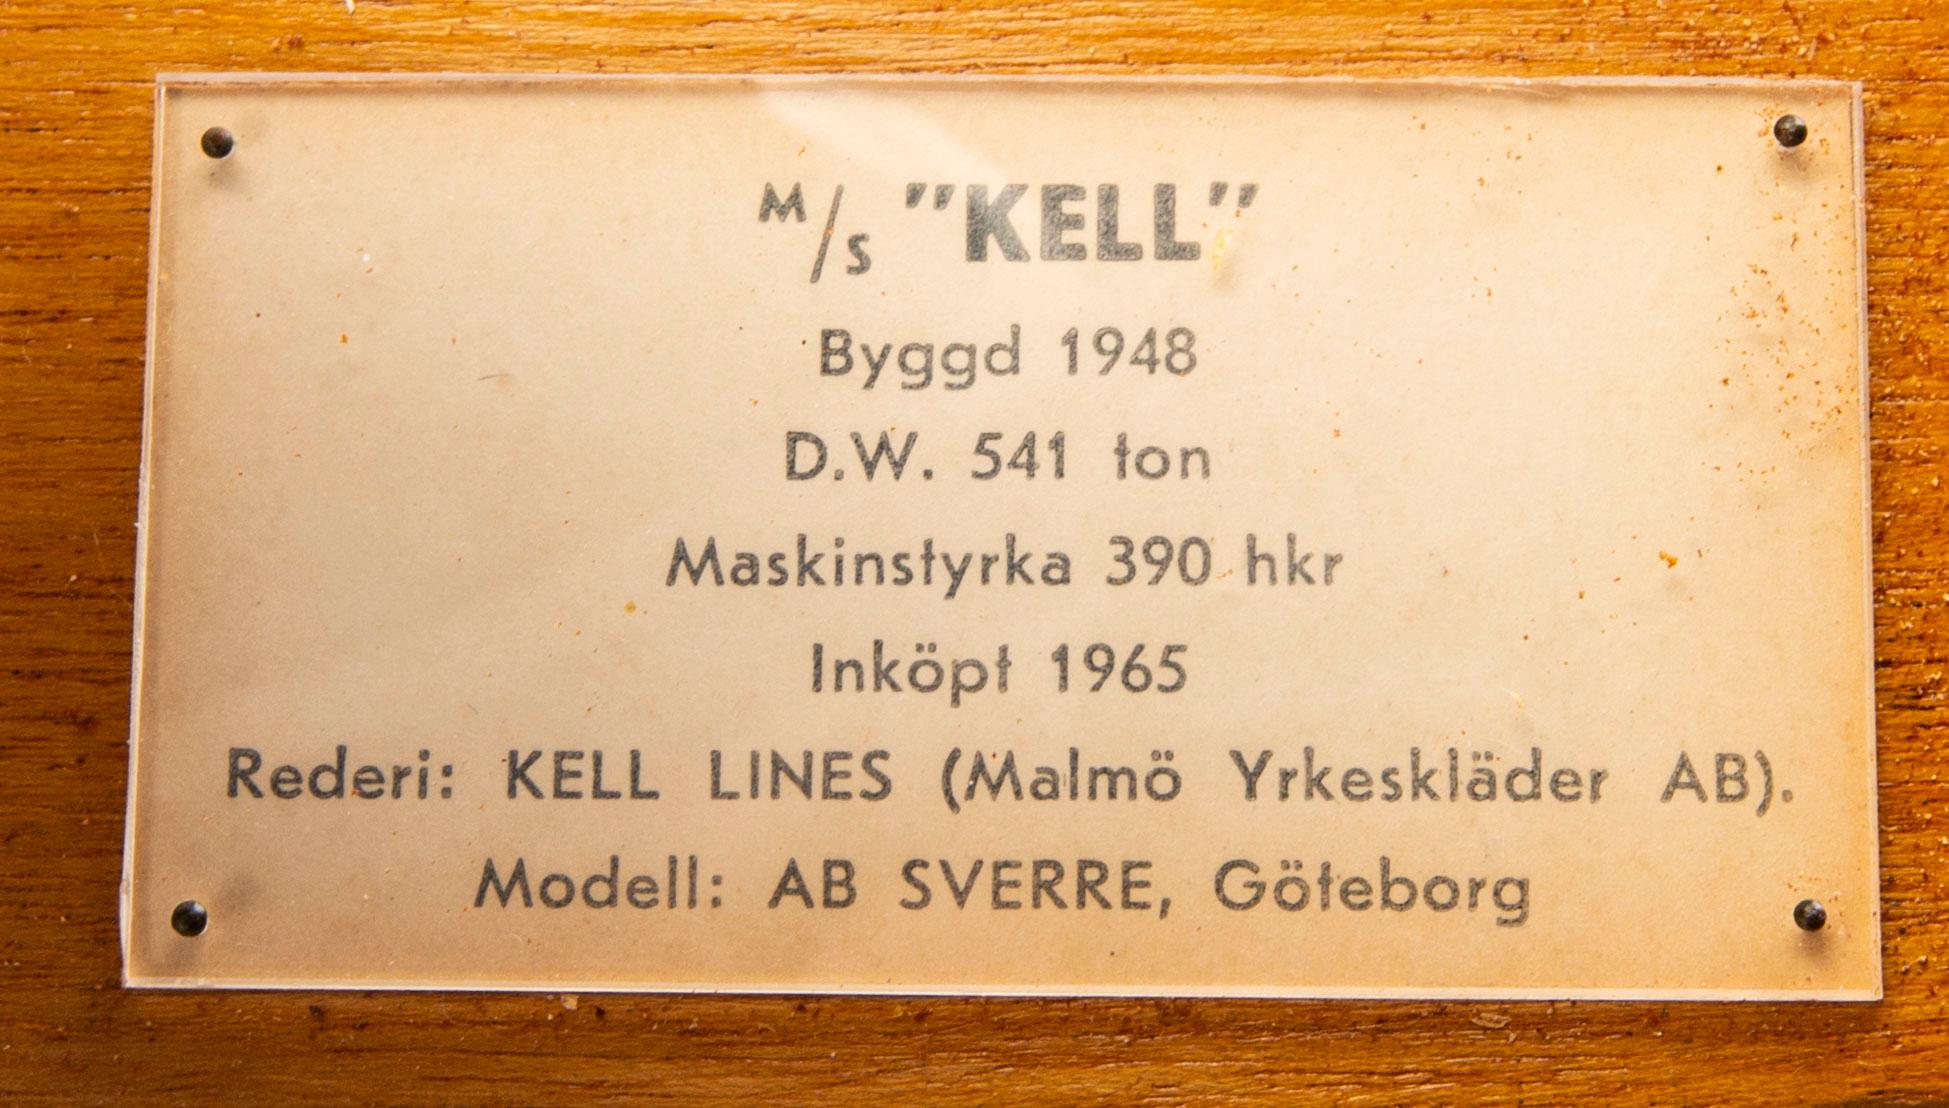 M/S "KELL"
Byggd 1948
D.W. 541 ton
Maskinstyrka 390 hkr
Inköpt 1965
Rederi: KELL LINES (Malmö Yrkeskläder AB).
Modell: AB SVERRE, Göteborg